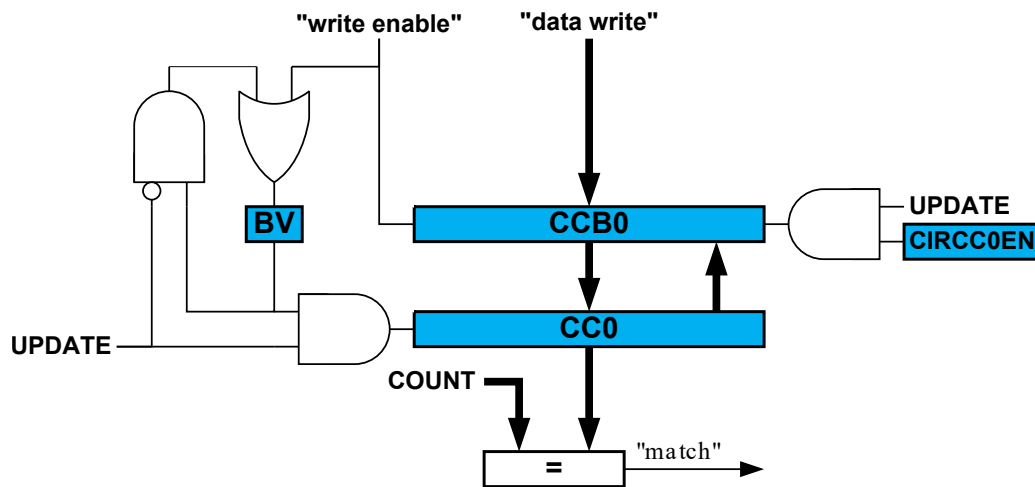 "write enable"
"data write"
BV
CCB0
UPDATE
CIRCC0EN
CC0
UPDATE
COUNT
=
"match"